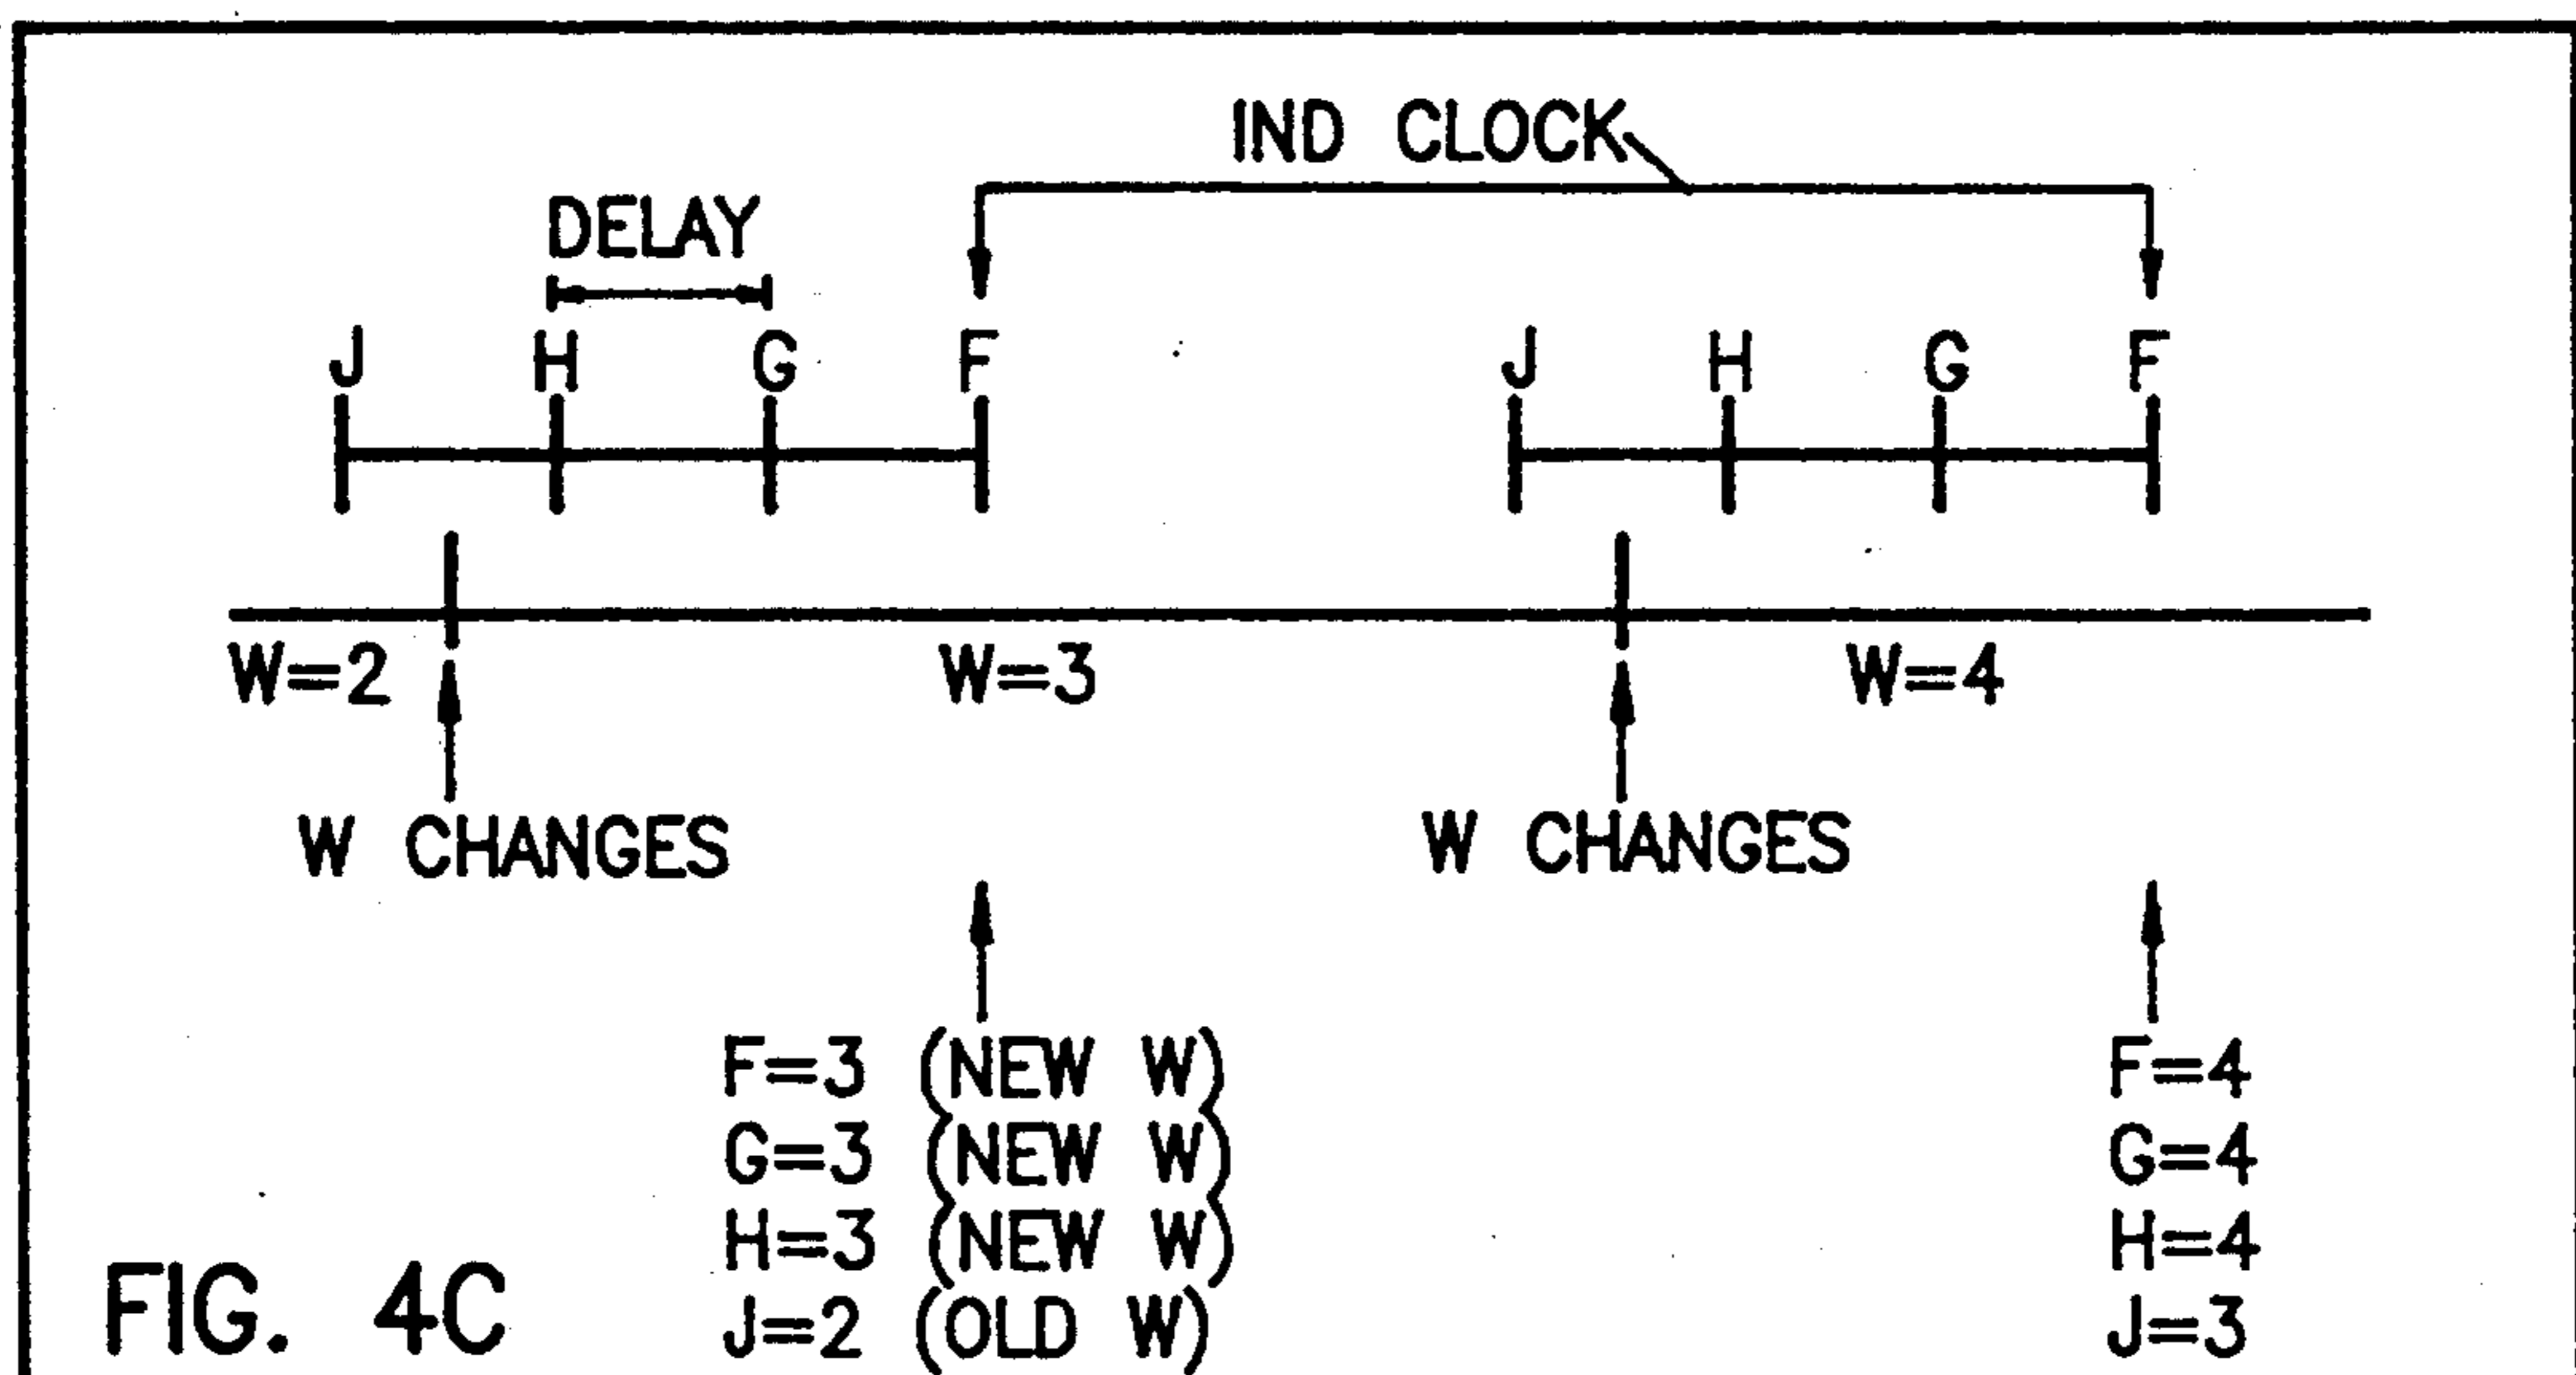 IND CLOCK
DELAY
J H G F J H G F
W=2 W=3 W=4
W CHANGES W CHANGES
F=3 (NEW W) F=4
G=3 (NEW W) G=4
H=3 (NEW W) H=4
J=2 (OLD W) J=3
FIG. 4C